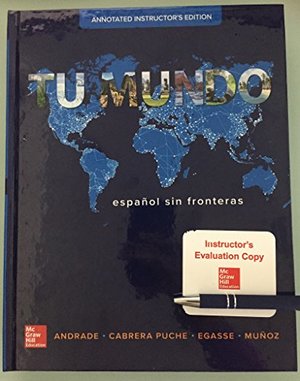 ANNOTATED INSTRUCTOR'S EDITION
TU MUNDO
español sin fronteras
Instructor's
Evaluation Copy
Mc
Graw
Hill
Education
Mc
Graw
Hill
Education
ANDRADE • CABRERA PUCHE • EGASSE • MUÑOZ